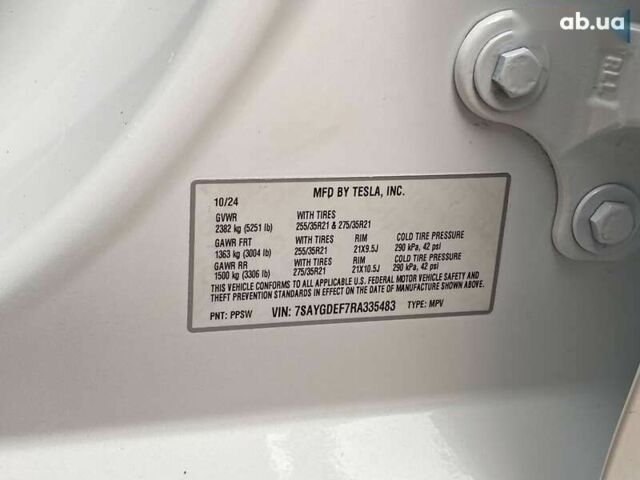 ab.ua
RLL
10/24 MFD BY TESLA, INC.
GVWR WITH TIRES
2382 kg (5251 lb) 255/35R21 & 275/35R21
GAWR FRT WITH TIRES RIM COLD TIRE PRESSURE
1363 kg (3004 lb) 255/35R21 21X9.5J 290 kPa, 42 psi
GAWR RR WITH TIRES RIM COLD TIRE PRESSURE
1500 kg (3306 lb) 275/35R21 21X10.5J 290 kPa, 42 psi
THIS VEHICLE CONFORMS TO ALL APPLICABLE U.S. FEDERAL MOTOR VEHICLE SAFETY AND
THEFT PREVENTION STANDARDS IN EFFECT ON THE DATE OF MANUFACTURE SHOWN ABOVE.
PNT: PPSW VIN: 7SAYGDEF7RA335483 TYPE: MPV